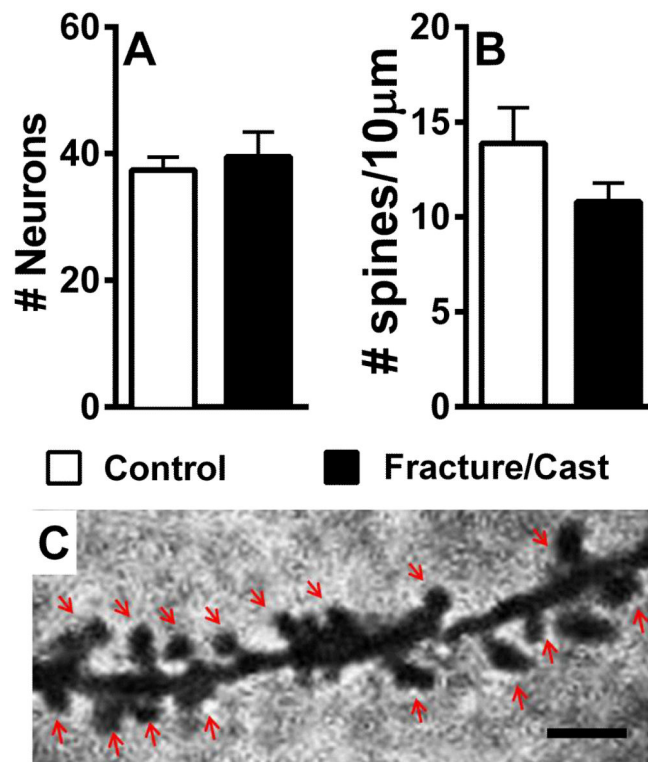 A
# Neurons
60
40
20
0
B
# spines/10μm
20
15
10
5
0
Control
Fracture/Cast
C